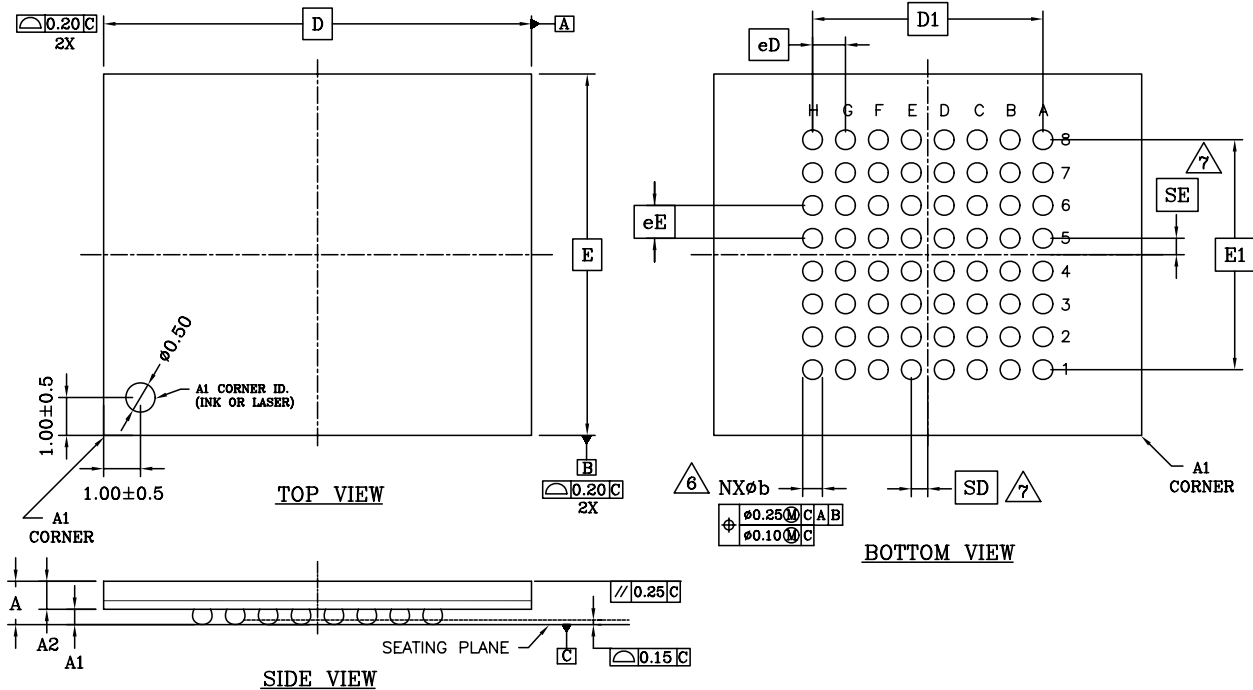 ⌓ 0.20 C
2X
D
A
E
ø0.50
A1 CORNER ID.
(INK OR LASER)
1.00±0.5
1.00±0.5
A1
CORNER
TOP VIEW
B
⌓ 0.20 C
2X
D1
eD
H G F E D C B A
8
7
6
5
4
3
2
1
eE
SE
7
E1
6
NXøb
⌖ ø0.25Ⓜ C A B
ø0.10Ⓜ C
SD
7
A1
CORNER
BOTTOM VIEW
A
A2
A1
// 0.25 C
SEATING PLANE
C
⌓ 0.15 C
SIDE VIEW